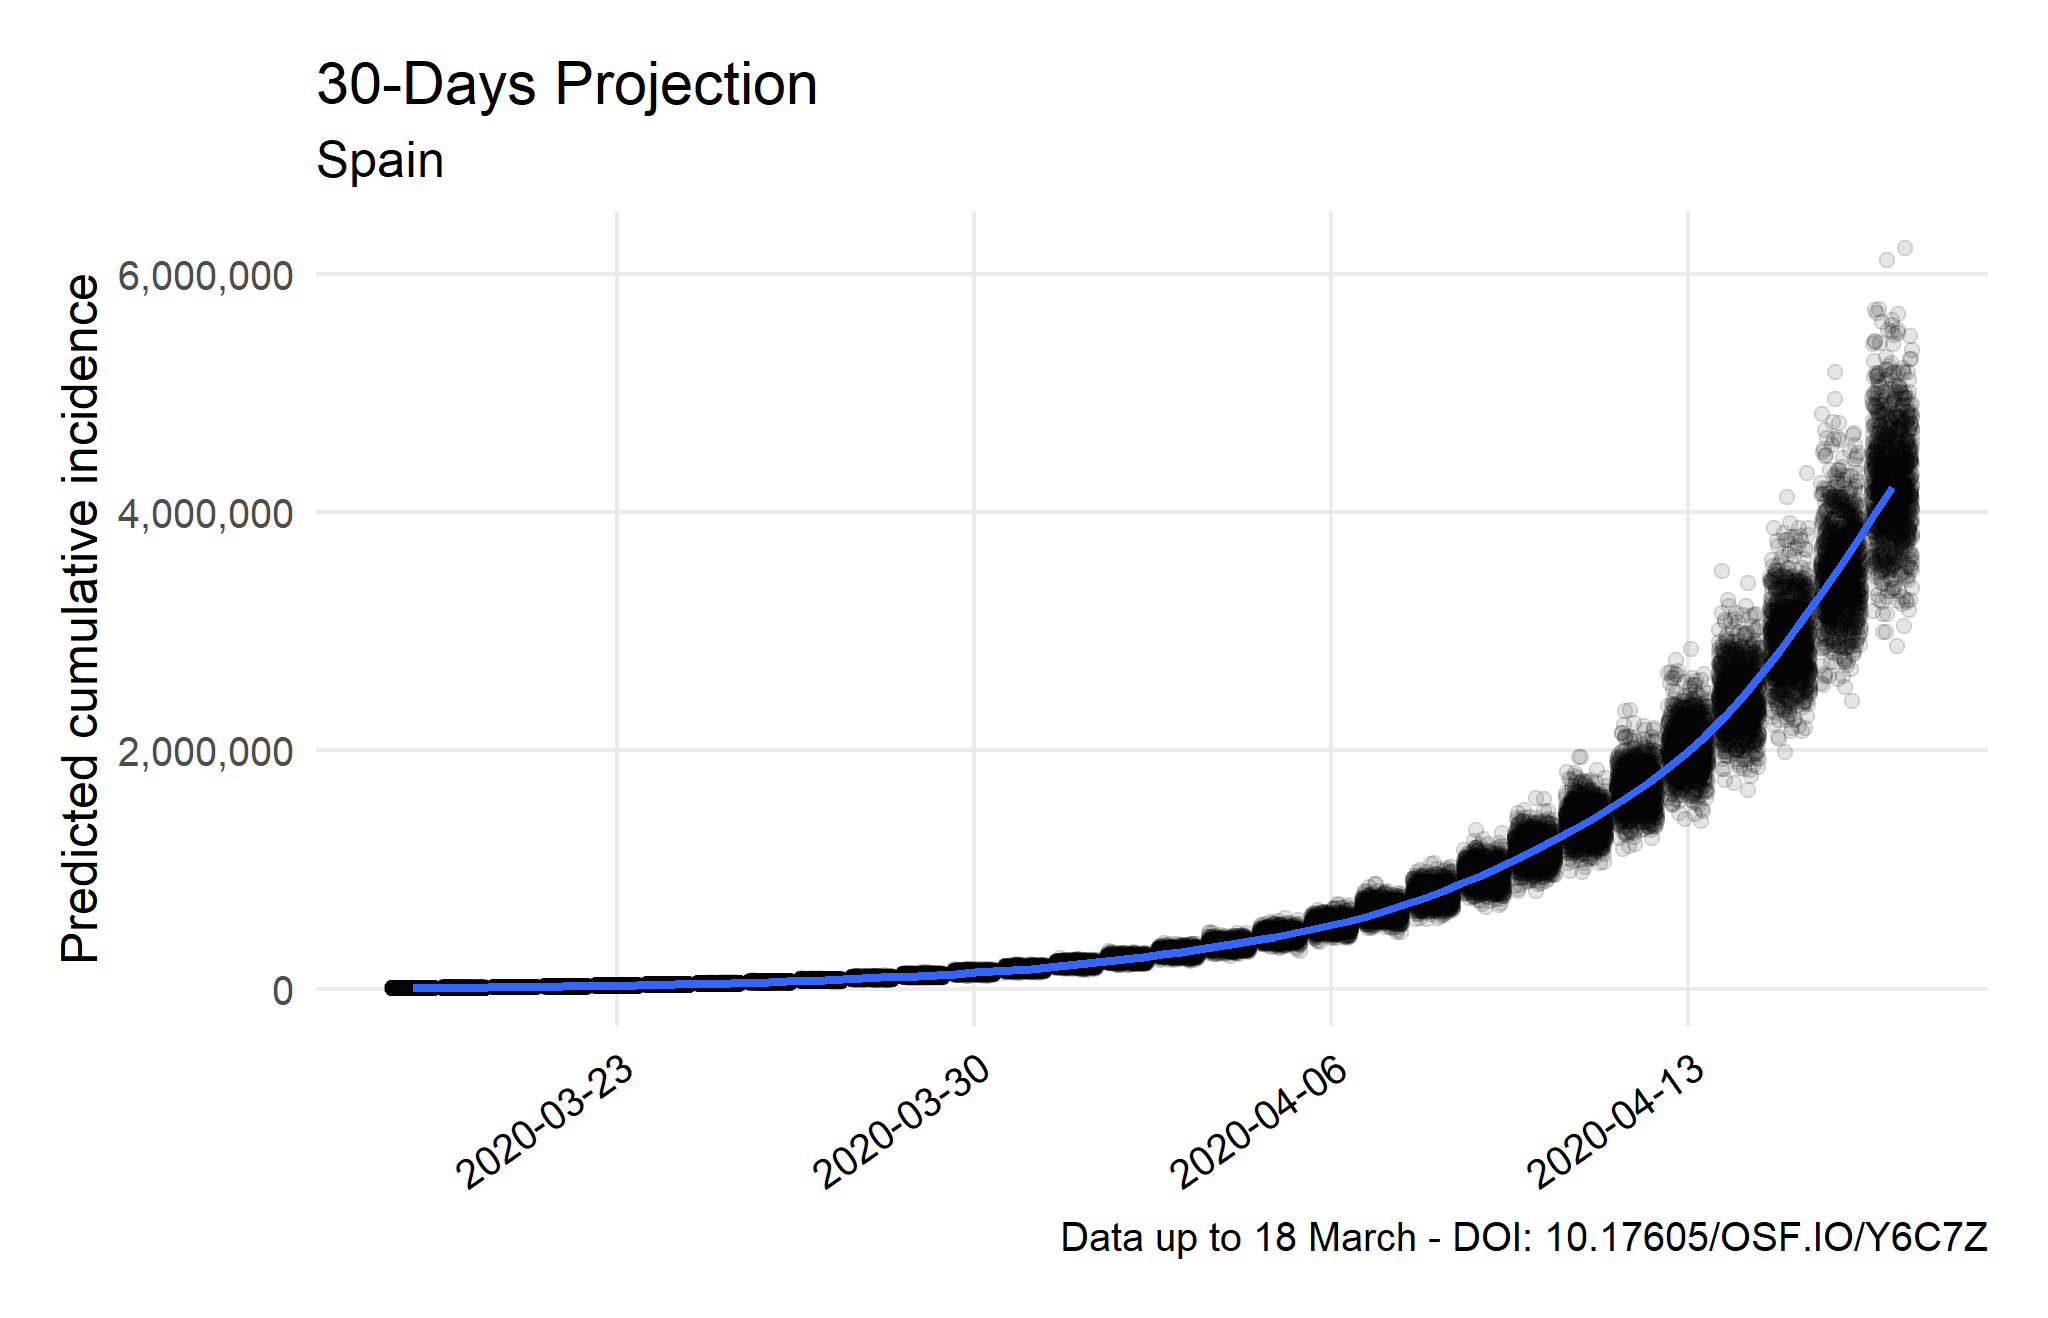 30-Days Projection
Spain
Predicted cumulative incidence
6,000,000
4,000,000
2,000,000
0
2020-03-23
2020-03-30
2020-04-06
2020-04-13
Data up to 18 March - DOI: 10.17605/OSF.IO/Y6C7Z